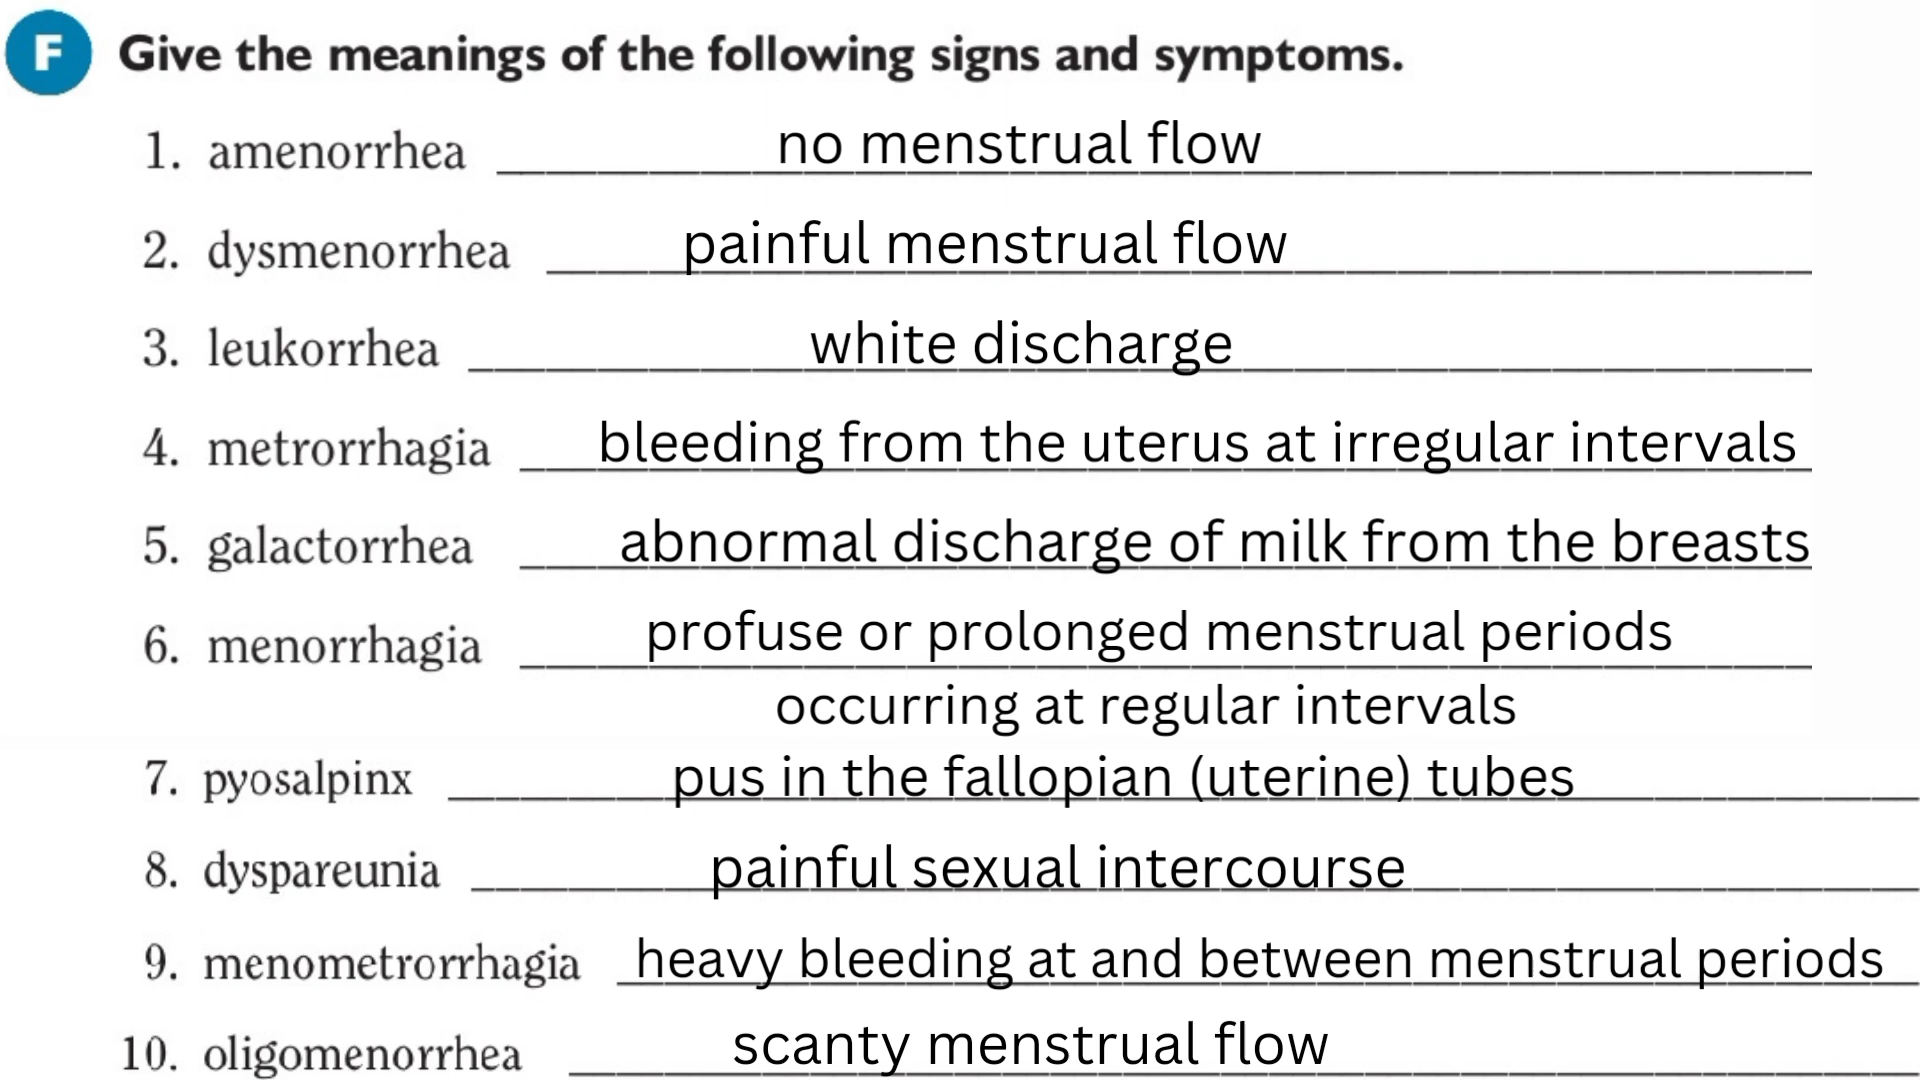 F Give the meanings of the following signs and symptoms.
1. amenorrhea no menstrual flow
2. dysmenorrhea painful menstrual flow
3. leukorrhea white discharge
4. metrorrhagia bleeding from the uterus at irregular intervals
5. galactorrhea abnormal discharge of milk from the breasts
6. menorrhagia profuse or prolonged menstrual periods
occurring at regular intervals
7. pyosalpinx pus in the fallopian (uterine) tubes
8. dyspareunia painful sexual intercourse
9. menometrorrhagia heavy bleeding at and between menstrual periods
10. oligomenorrhea scanty menstrual flow